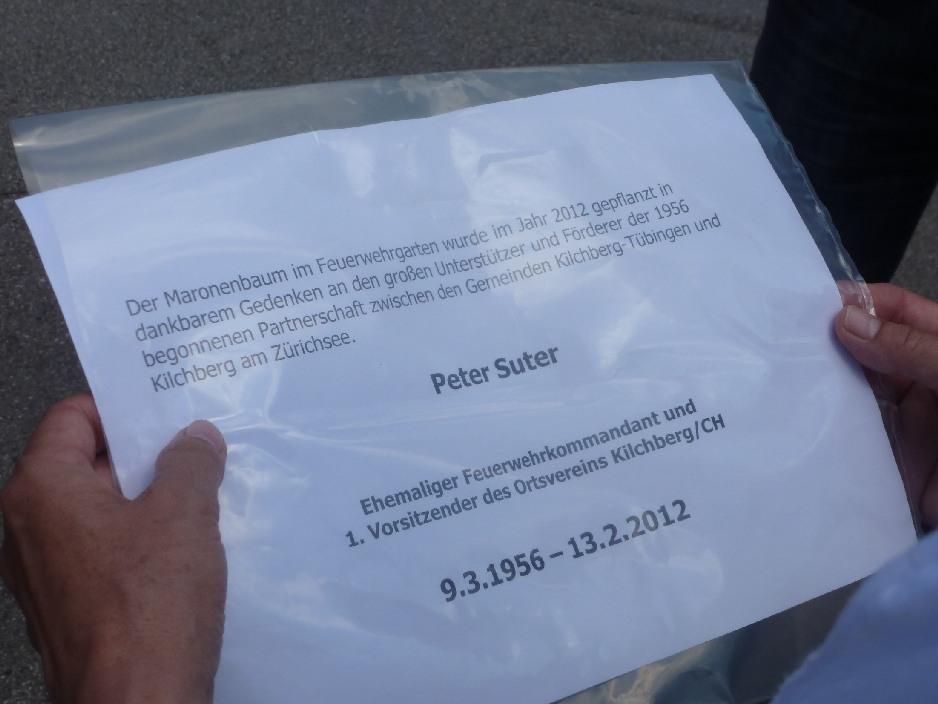 Der Maronenbaum im Feuerwehrgarten wurde im Jahr 2012 gepflanzt in
dankbarem Gedenken an den großen Unterstützer und Förderer der 1956
begonnenen Partnerschaft zwischen den Gemeinden Kilchberg-Tübingen und
Kilchberg am Zürichsee.
Peter Suter
Ehemaliger Feuerwehrkommandant und
1. Vorsitzender des Ortsvereins Kilchberg/CH
9.3.1956 – 13.2.2012